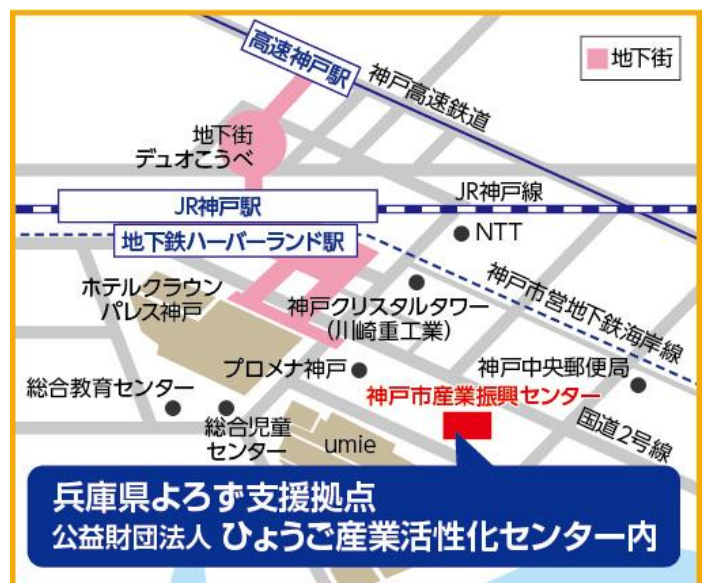 高速神戸駅
地下街
神戸高速鉄道
地下街
デュオこうべ
JR神戸線
JR神戸駅
地下鉄ハーバーランド駅
NTT
神戸市営地下鉄海岸線
ホテルクラウン
パレス神戸
神戸クリスタルタワー
(川崎重工業)
プロメナ神戸
神戸中央郵便局
総合教育センター
神戸市産業振興センター
総合児童
センター
umie
国道2号線
兵庫県よろず支援拠点
公益財団法人 ひょうご産業活性化センター内